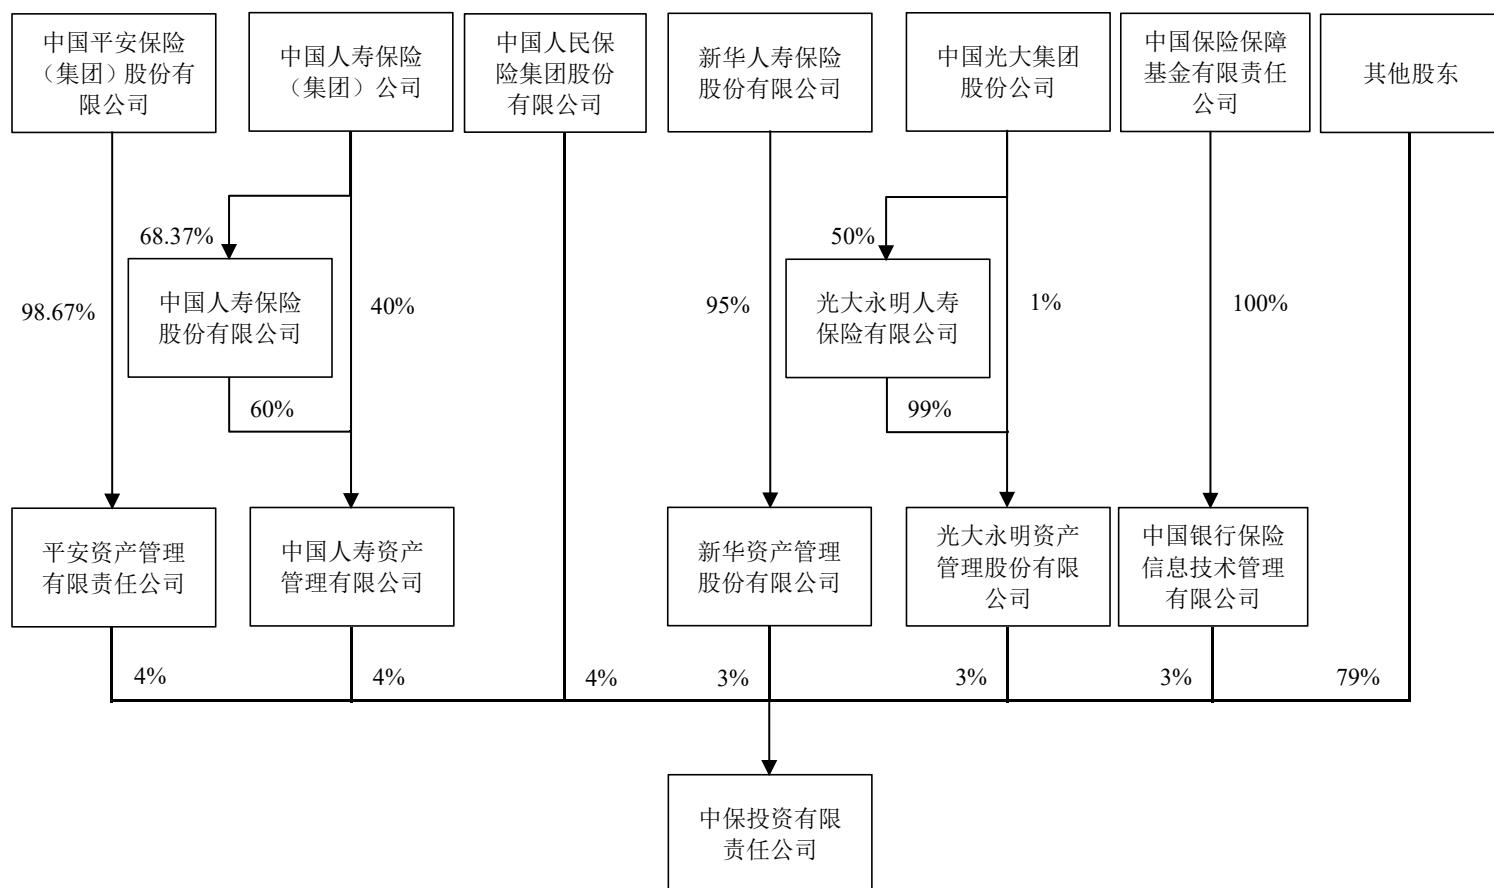 中国平安保险
（集团）股份有
限公司
中国人寿保险
（集团）公司
中国人民保
险集团股份
有限公司
新华人寿保险
股份有限公司
中国光大集团
股份公司
中国保险保障
基金有限责任
公司
其他股东
68.37%
50%
98.67%
中国人寿保险
股份有限公司
40%
95%
光大永明人寿
保险有限公司
1%
100%
60%
99%
平安资产管理
有限责任公司
中国人寿资产
管理有限公司
新华资产管理
股份有限公司
光大永明资产
管理股份有限
公司
中国银行保险
信息技术管理
有限公司
4%
4%
4%
3%
3%
3%
79%
中保投资有限
责任公司